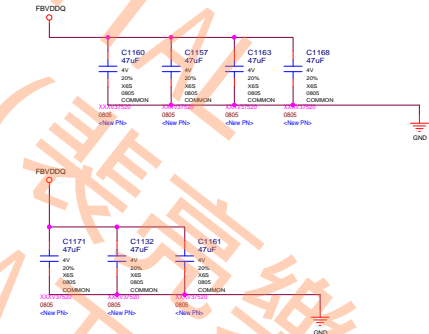 FBVDDQ
C1160 C1157 C1163 C1168
47uF 47uF 47uF 47uF
4V 4V 4V 4V
20% 20% 20% 20%
X6S X6S X6S X6S
0805 0805 0805 0805
COMMON COMMON COMMON COMMON
0805 0805 0805 0805
<New PN> <New PN> <New PN> <New PN>
GND
FBVDDQ
C1171 C1132 C1161
47uF 47uF 47uF
4V 4V 4V
20% 20% 20%
X6S X6S X6S
0805 0805 0805
COMMON COMMON COMMON
0805 0805 0805
<New PN> <New PN> <New PN>
GND